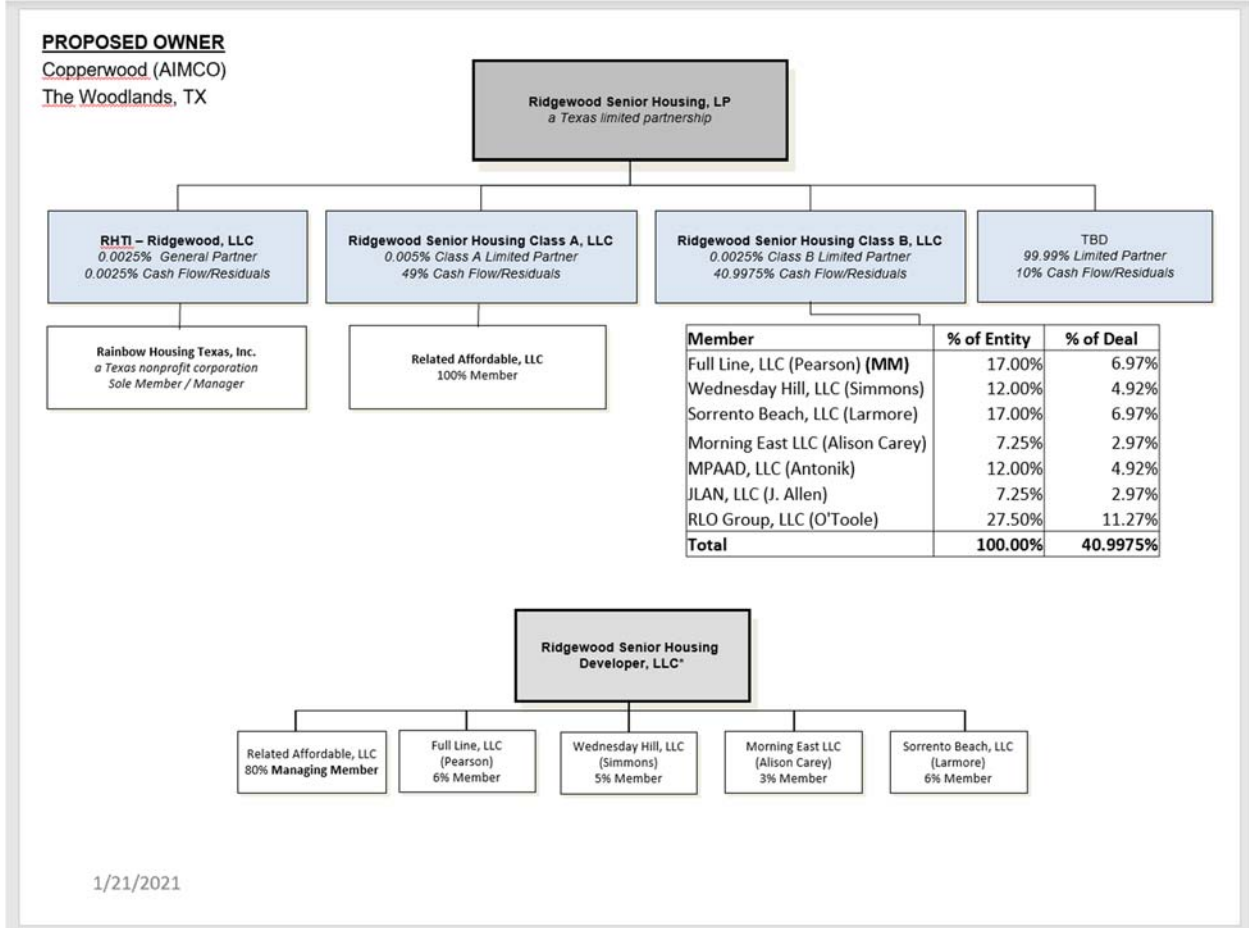 PROPOSED OWNER
Copperwood (AIMCO)
The Woodlands, TX
Ridgewood Senior Housing, LP
a Texas limited partnership
RHTI – Ridgewood, LLC
0.0025% General Partner
0.0025% Cash Flow/Residuals
Ridgewood Senior Housing Class A, LLC
0.005% Class A Limited Partner
49% Cash Flow/Residuals
Ridgewood Senior Housing Class B, LLC
0.0025% Class B Limited Partner
40.9975% Cash Flow/Residuals
TBD
99.99% Limited Partner
10% Cash Flow/Residuals
Rainbow Housing Texas, Inc.
a Texas nonprofit corporation
Sole Member / Manager
Related Affordable, LLC
100% Member
Member % of Entity % of Deal
Full Line, LLC (Pearson) (MM) 17.00% 6.97%
Wednesday Hill, LLC (Simmons) 12.00% 4.92%
Sorrento Beach, LLC (Larmore) 17.00% 6.97%
Morning East LLC (Alison Carey) 7.25% 2.97%
MPAAD, LLC (Antonik) 12.00% 4.92%
JLAN, LLC (J. Allen) 7.25% 2.97%
RLO Group, LLC (O'Toole) 27.50% 11.27%
Total 100.00% 40.9975%
Ridgewood Senior Housing
Developer, LLC*
Related Affordable, LLC
80% Managing Member
Full Line, LLC
(Pearson)
6% Member
Wednesday Hill, LLC
(Simmons)
5% Member
Morning East LLC
(Alison Carey)
3% Member
Sorrento Beach, LLC
(Larmore)
6% Member
1/21/2021